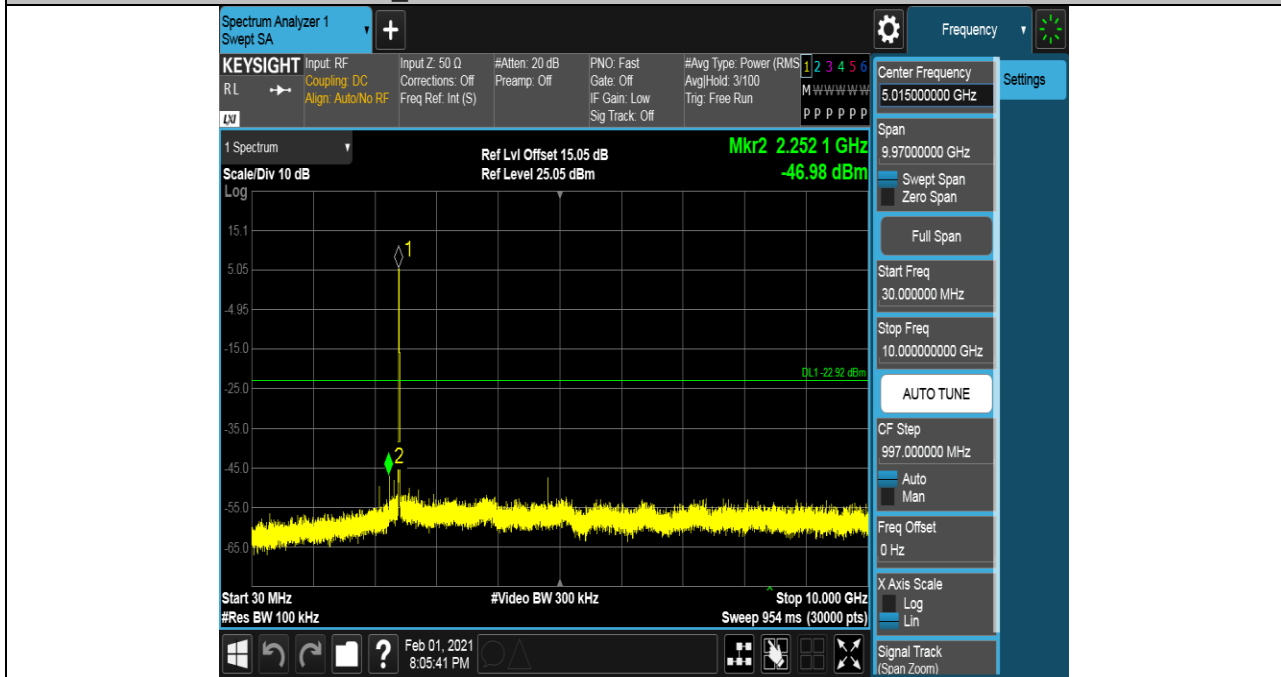 Spectrum Analyzer 1
Swept SA
+
Frequency
KEYSIGHT
RL
LXI
Input: RF
Coupling: DC
Align: Auto/No RF
Input Z: 50 Ω
Corrections: Off
Freq Ref: Int (S)
#Atten: 20 dB
Preamp: Off
PNO: Fast
Gate: Off
IF Gain: Low
Sig Track: Off
#Avg Type: Power (RMS
Avg|Hold: 3/100
Trig: Free Run
1 2 3 4 5 6
M W W W W W
P P P P P P
1 Spectrum
Scale/Div 10 dB
Log
Ref Lvl Offset 15.05 dB
Ref Level 25.05 dBm
Mkr2 2.252 1 GHz
-46.98 dBm
15.1
5.05
-4.95
-15.0
-25.0
-35.0
-45.0
-55.0
-65.0
1
2
DL1 -22.92 dBm
Start 30 MHz
#Res BW 100 kHz
#Video BW 300 kHz
Stop 10.000 GHz
Sweep 954 ms (30000 pts)
?
Feb 01, 2021
8:05:41 PM
Center Frequency
5.015000000 GHz
Span
9.97000000 GHz
Swept Span
Zero Span
Full Span
Start Freq
30.000000 MHz
Stop Freq
10.000000000 GHz
AUTO TUNE
CF Step
997.000000 MHz
Auto
Man
Freq Offset
0 Hz
X Axis Scale
Log
Lin
Signal Track
(Span Zoom)
Settings